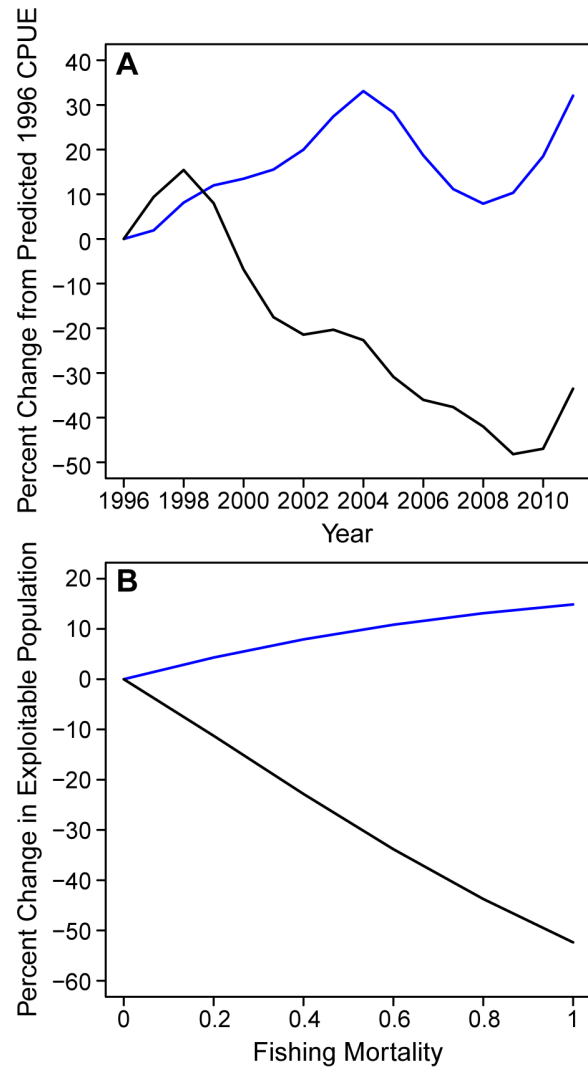 A
Percent Change from Predicted 1996 CPUE
40
30
20
10
0
−10
−20
−30
−40
−50
1996 1998 2000 2002 2004 2006 2008 2010
Year
B
Percent Change in Exploitable Population
20
10
0
−10
−20
−30
−40
−50
−60
0 0.2 0.4 0.6 0.8 1
Fishing Mortality